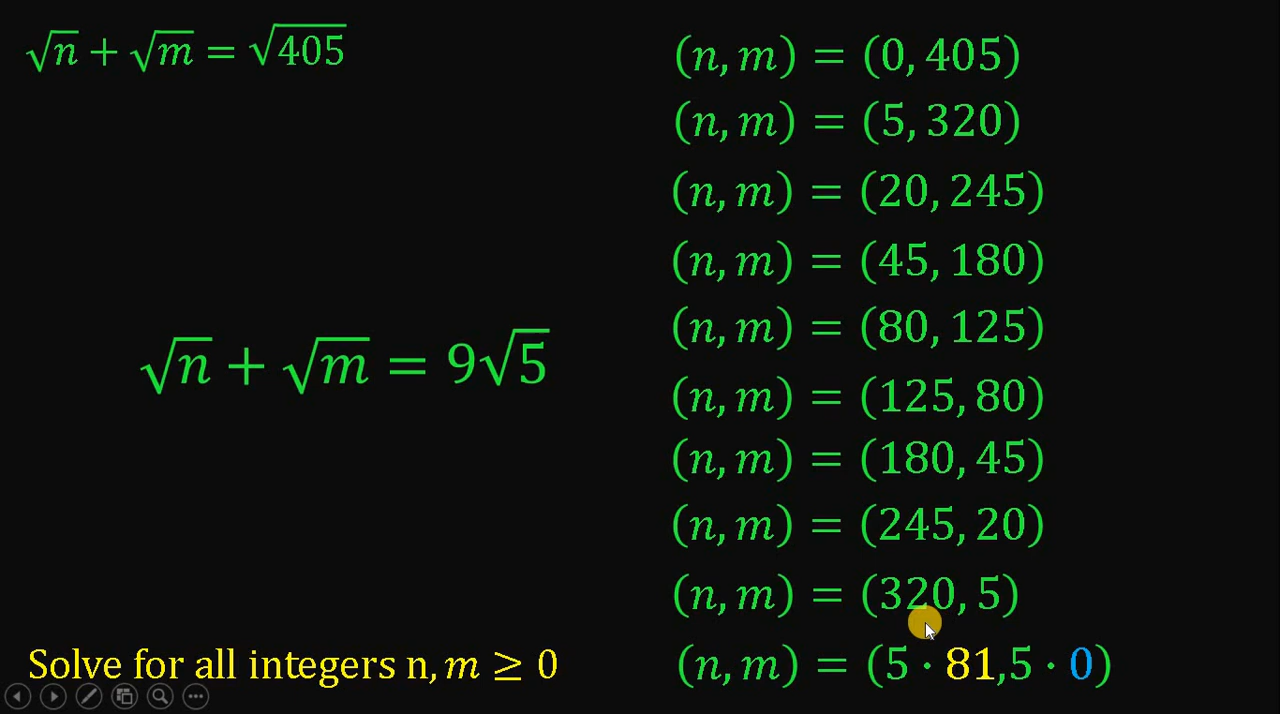 √n + √m = √405
√n + √m = 9√5
Solve for all integers n, m ≥ 0
(n, m) = (0, 405)
(n, m) = (5, 320)
(n, m) = (20, 245)
(n, m) = (45, 180)
(n, m) = (80, 125)
(n, m) = (125, 80)
(n, m) = (180, 45)
(n, m) = (245, 20)
(n, m) = (320, 5)
(n, m) = (5 · 81,5 · 0)